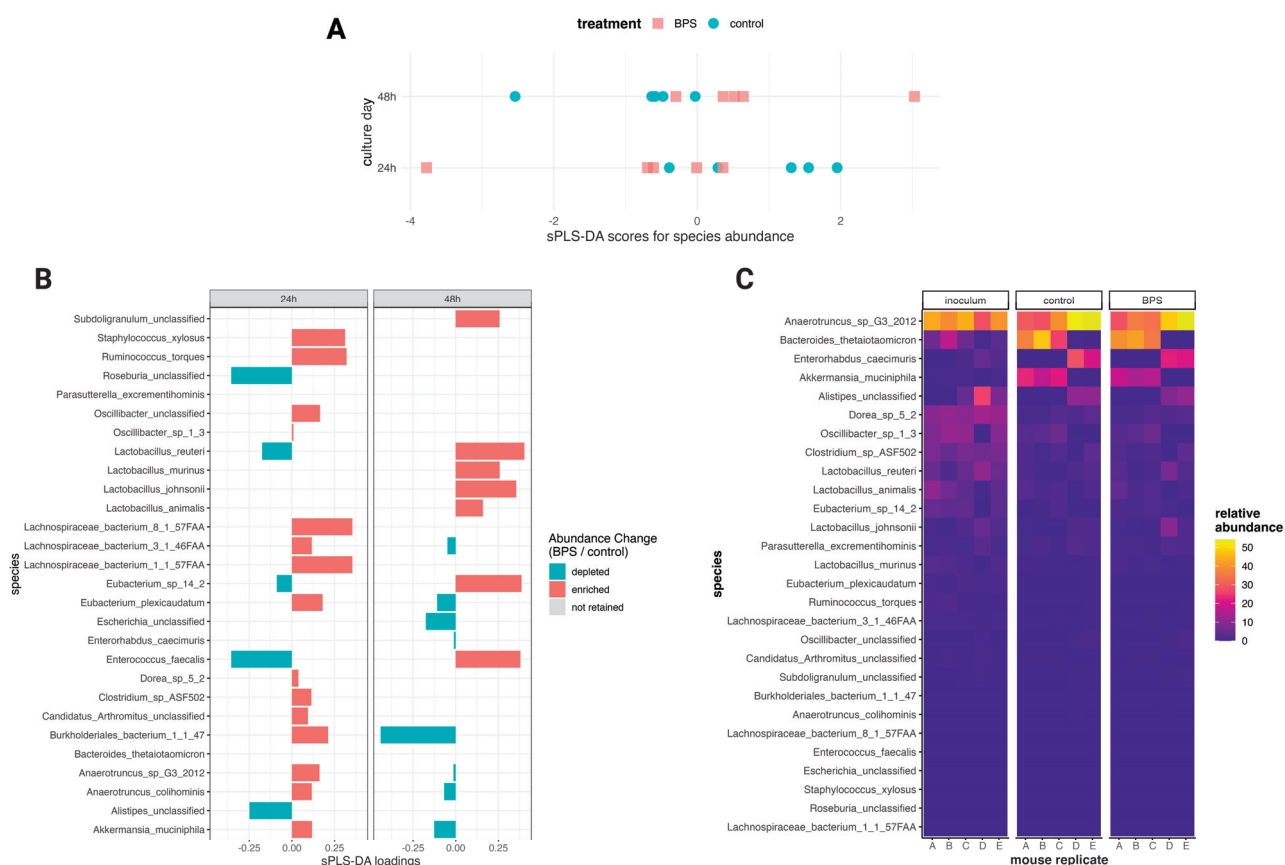 A
treatment BPS control
48h
24h
culture day
-4 -2 0 2
sPLS-DA scores for species abundance
B
24h 48h
Subdoligranulum_unclassified
Staphylococcus_xylosus
Ruminococcus_torques
Roseburia_unclassified
Parasutterella_excrementihominis
Oscillibacter_unclassified
Oscillibacter_sp_1_3
Lactobacillus_reuteri
Lactobacillus_murinus
Lactobacillus_johnsonii
Lactobacillus_animalis
Lachnospiraceae_bacterium_8_1_57FAA
Lachnospiraceae_bacterium_3_1_46FAA
Lachnospiraceae_bacterium_1_1_57FAA
Eubacterium_sp_14_2
Eubacterium_plexicaudatum
Escherichia_unclassified
Enterorhabdus_caecimuris
Enterococcus_faecalis
Dorea_sp_5_2
Clostridium_sp_ASF502
Candidatus_Arthromitus_unclassified
Burkholderiales_bacterium_1_1_47
Bacteroides_thetaiotaomicron
Anaerotruncus_sp_G3_2012
Anaerotruncus_colihominis
Alistipes_unclassified
Akkermansia_muciniphila
species
-0.25 0.00 0.25 -0.25 0.00 0.25
sPLS-DA loadings
Abundance Change
(BPS / control)
depleted
enriched
not retained
C
inoculum control BPS
Anaerotruncus_sp_G3_2012
Bacteroides_thetaiotaomicron
Enterorhabdus_caecimuris
Akkermansia_muciniphila
Alistipes_unclassified
Dorea_sp_5_2
Oscillibacter_sp_1_3
Clostridium_sp_ASF502
Lactobacillus_reuteri
Lactobacillus_animalis
Eubacterium_sp_14_2
Lactobacillus_johnsonii
Parasutterella_excrementihominis
Lactobacillus_murinus
Eubacterium_plexicaudatum
Ruminococcus_torques
Lachnospiraceae_bacterium_3_1_46FAA
Oscillibacter_unclassified
Candidatus_Arthromitus_unclassified
Subdoligranulum_unclassified
Burkholderiales_bacterium_1_1_47
Anaerotruncus_colihominis
Lachnospiraceae_bacterium_8_1_57FAA
Enterococcus_faecalis
Escherichia_unclassified
Staphylococcus_xylosus
Roseburia_unclassified
Lachnospiraceae_bacterium_1_1_57FAA
species
A B C D E A B C D E A B C D E
mouse replicate
relative
abundance
50
40
30
20
10
0